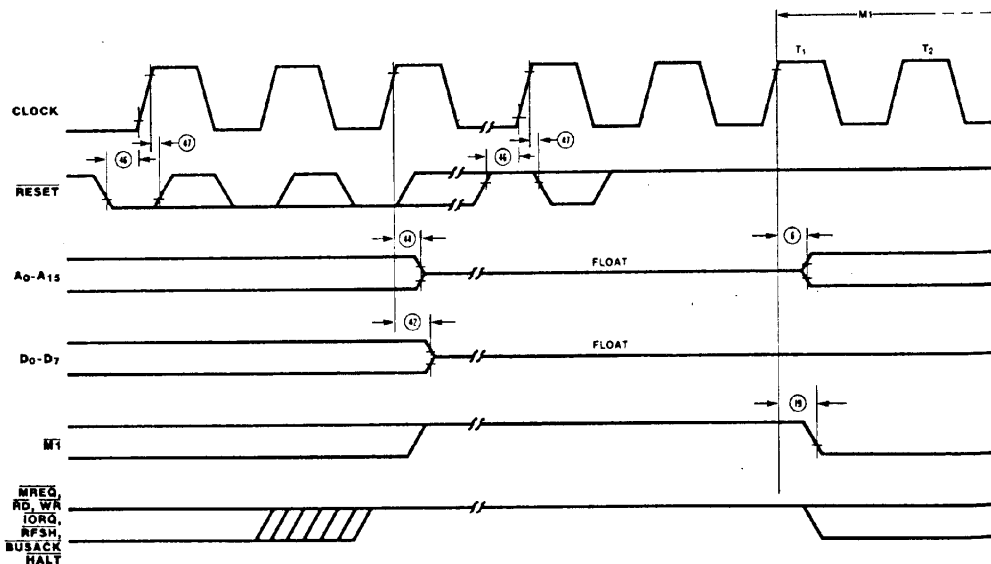 M1
T1 T2
CLOCK
46 47
46 47
RESET
44 6
A0-A15
FLOAT
42
D0-D7
FLOAT
19
M1
MREQ,
RD, WR
IORQ,
RFSH,
BUSACK
HALT